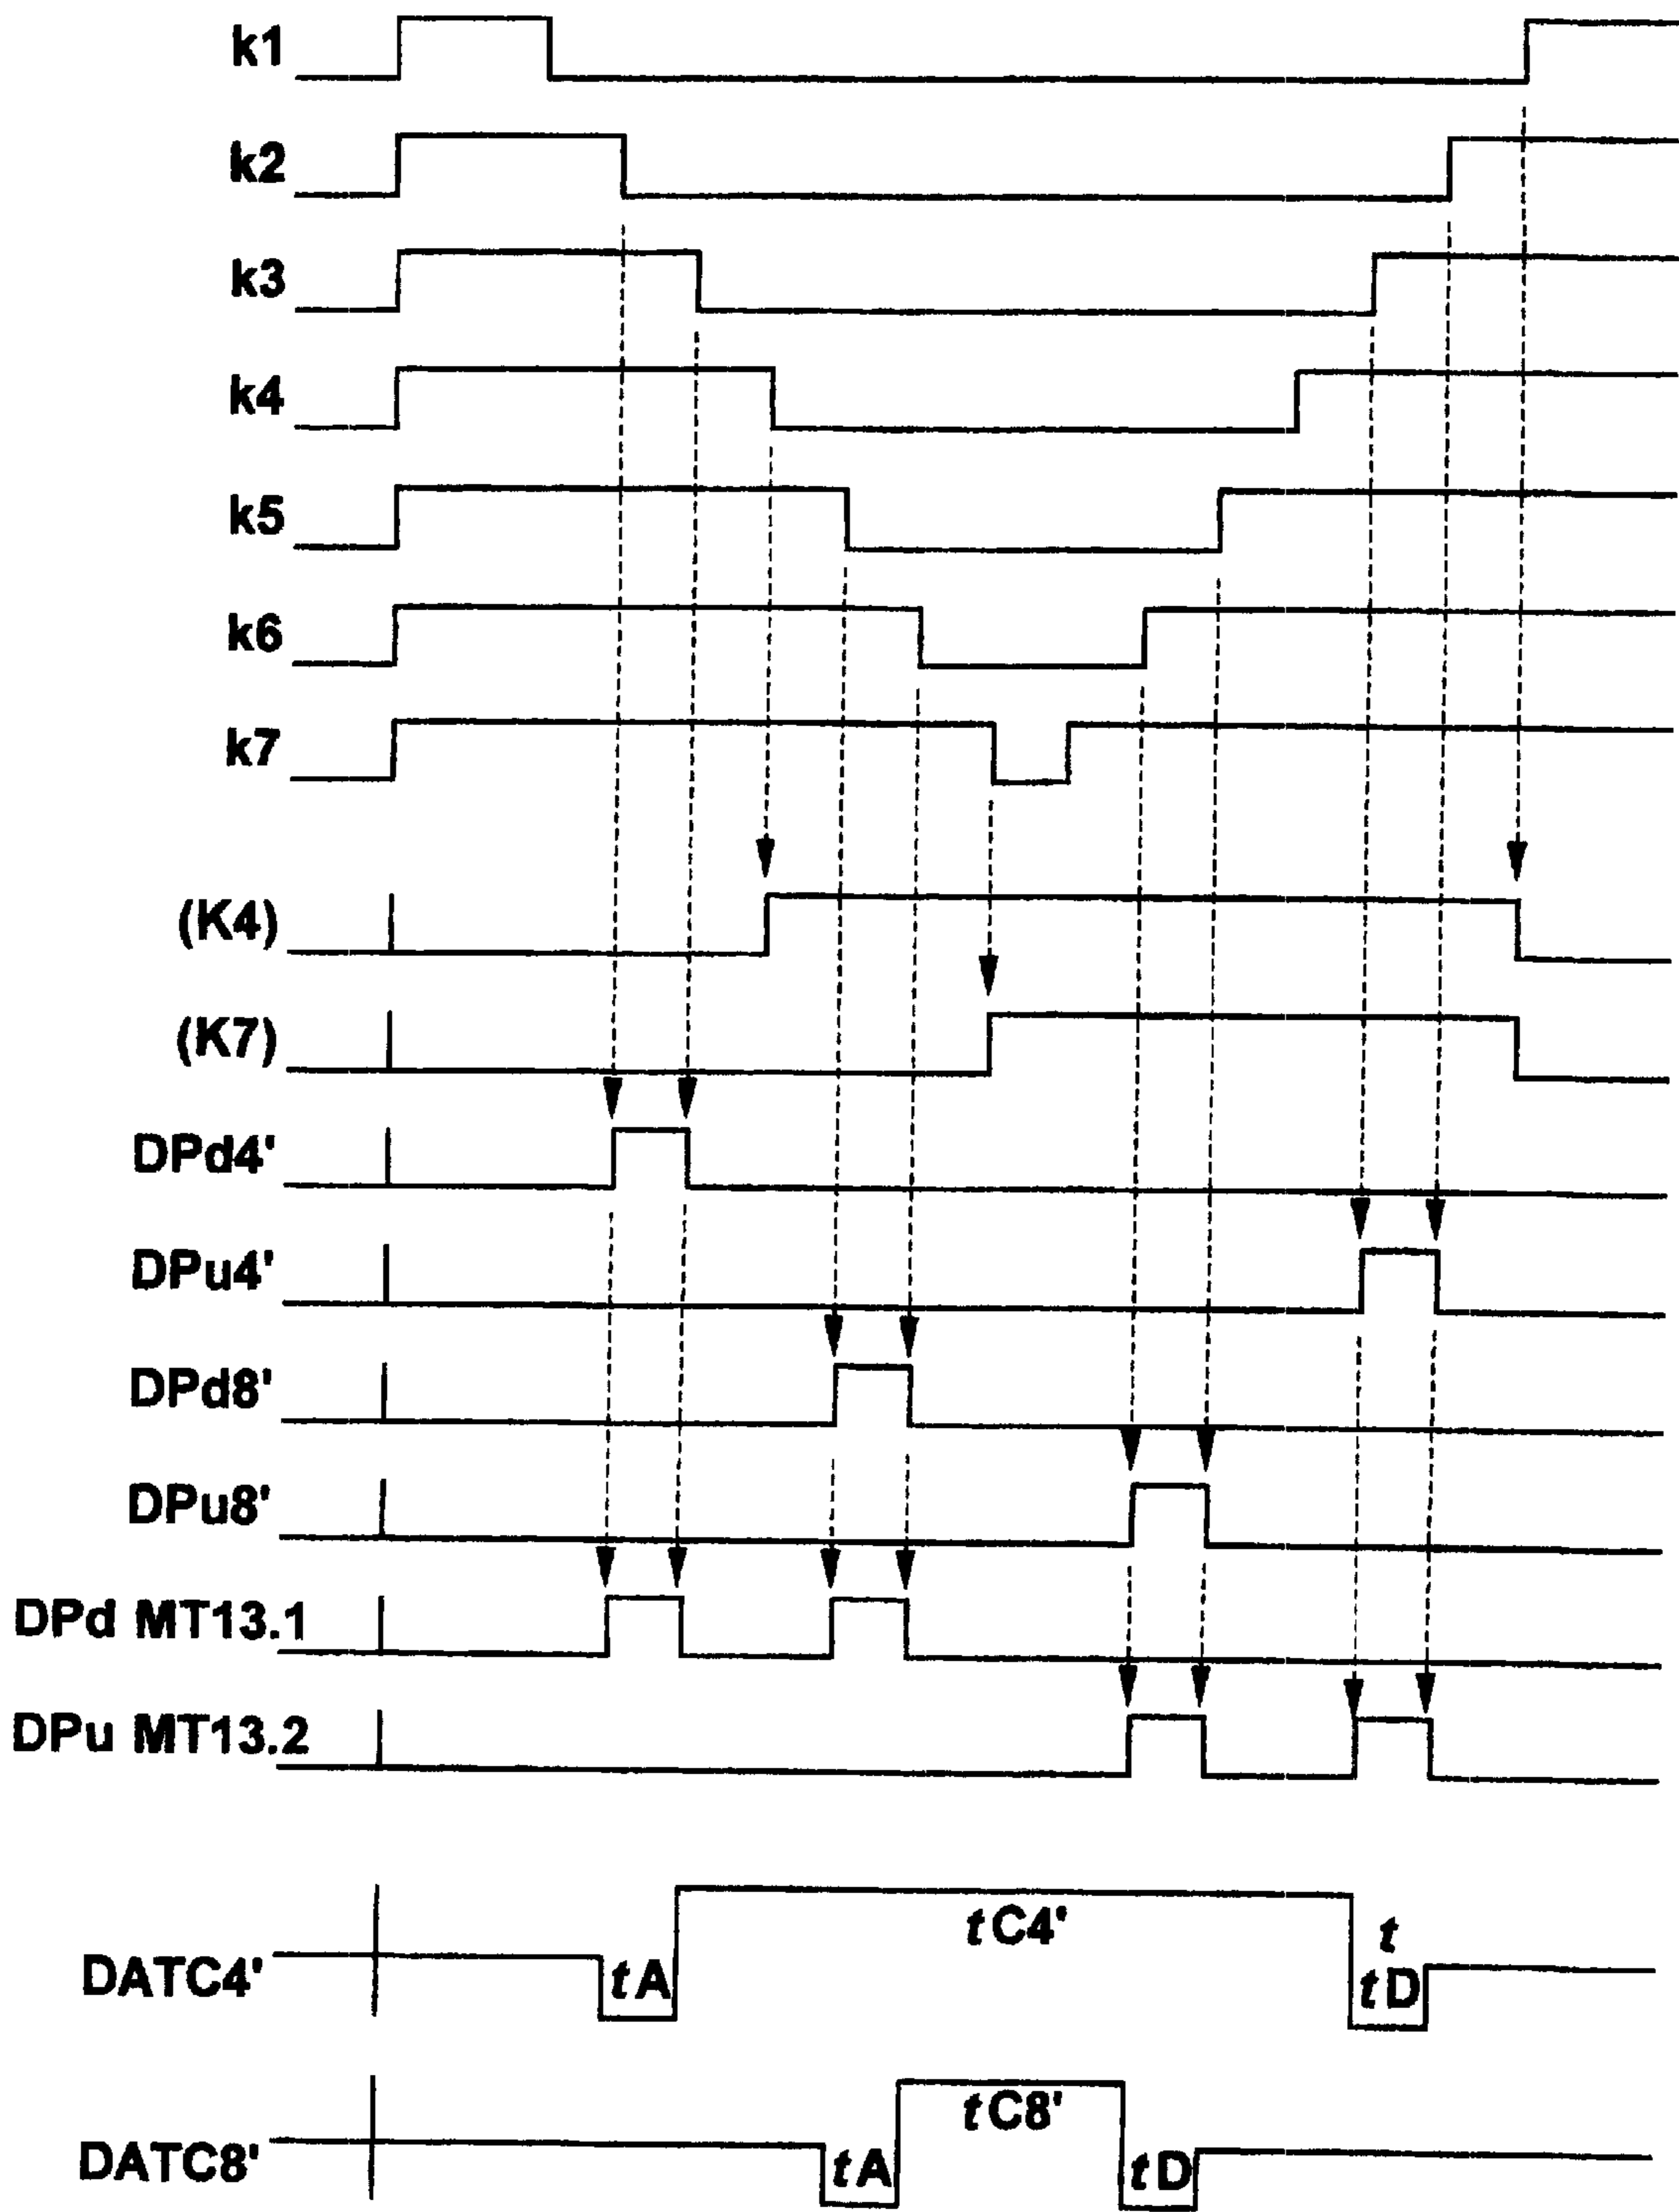 k1
k2
k3
k4
k5
k6
k7
(K4)
(K7)
DPd4'
DPu4'
DPd8'
DPu8'
DPd MT13.1
DPu MT13.2
DATC4'
tA
tC4'
t
tD
DATC8'
tA
tC8'
tD